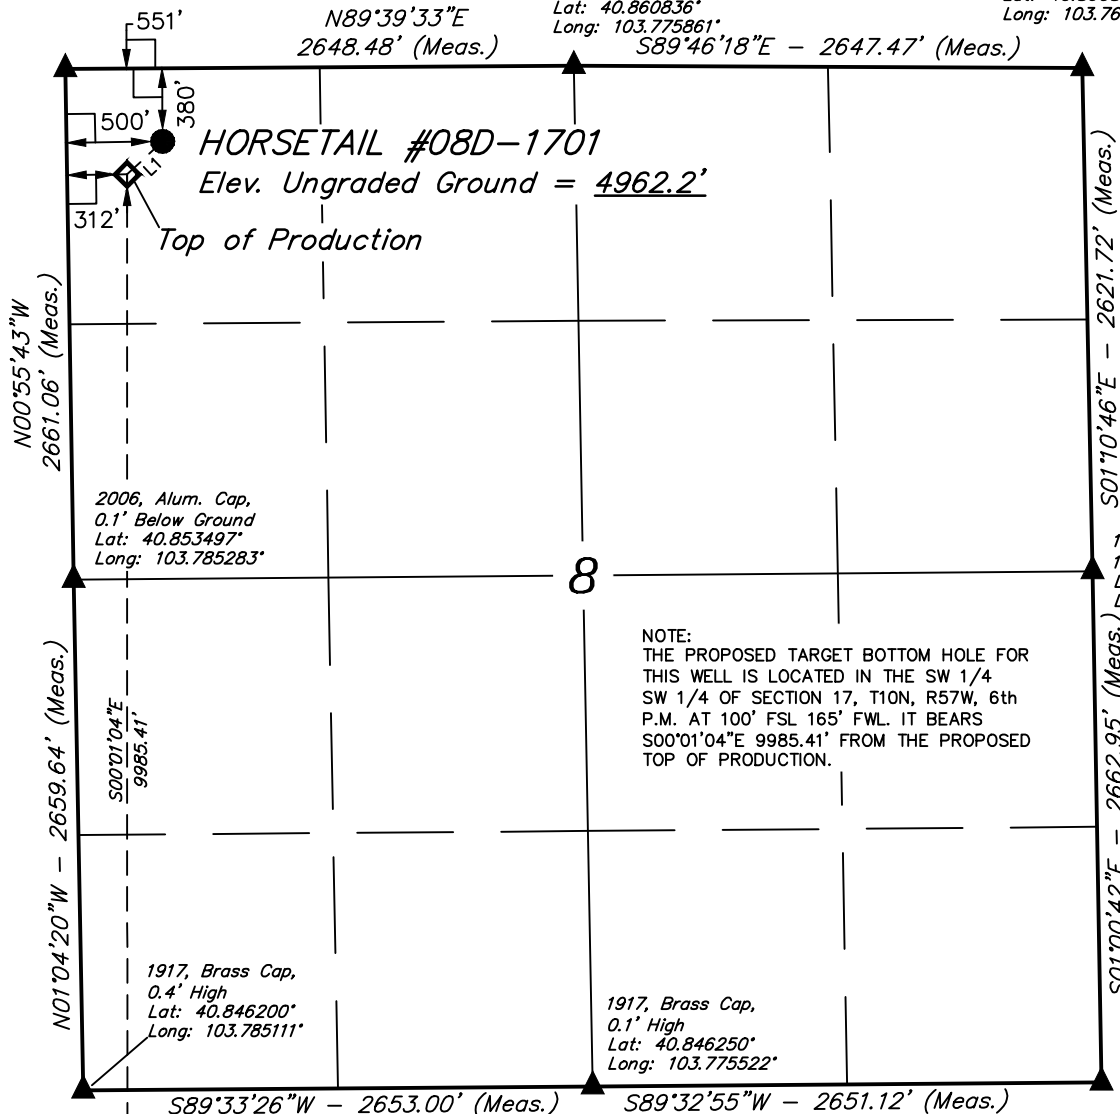 N89°39'33"E
2648.48' (Meas.)
Lat: 40.860836°
Long: 103.775861°
S89°46'18"E - 2647.47' (Meas.)
Long: 103.76
551'
380'
500'
HORSETAIL #08D-1701
Elev. Ungraded Ground = 4962.2'
L1
312'
Top of Production
N00°55'43"W
2661.06' (Meas.)
S01°10'46"E - 2621.72' (Meas.)
2006, Alum. Cap,
0.1' Below Ground
Lat: 40.853497°
Long: 103.785283°
8
NOTE:
THE PROPOSED TARGET BOTTOM HOLE FOR
THIS WELL IS LOCATED IN THE SW 1/4
SW 1/4 OF SECTION 17, T10N, R57W, 6th
P.M. AT 100' FSL 165' FWL. IT BEARS
S00°01'04"E 9985.41' FROM THE PROPOSED
TOP OF PRODUCTION.
S00°01'04"E
9985.41'
N01°04'20"W - 2659.64' (Meas.)
S01°00'42"E - 2662.95' (Meas.)
1917, Brass Cap,
0.4' High
Lat: 40.846200°
Long: 103.785111°
1917, Brass Cap,
0.1' High
Lat: 40.846250°
Long: 103.775522°
S89°33'26"W - 2653.00' (Meas.)
S89°32'55"W - 2651.12' (Meas.)